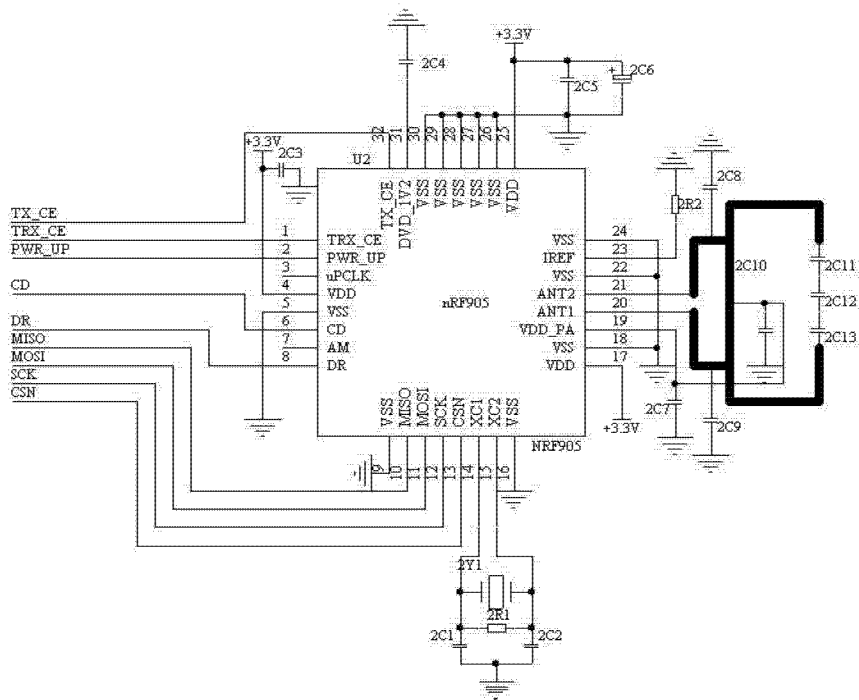 +3.3V
2C4
2C5
+
2C6
32
31
30
29
28
27
26
25
+3.3V
2C3
U2
TX_CE
DVD_1V2
VSS
VSS
VSS
VSS
VSS
VDD
2C8
2R2
TX_CE
TRX_CE
PWR_UP
CD
DR
MISO
MOSI
SCK
CSN
1
2
3
4
5
6
7
8
TRX_CE
PWR_UP
uPCLK
VDD
VSS
CD
AM
DR
nRF905
VSS
IREF
VSS
ANT2
ANT1
VDD_PA
VSS
VDD
24
23
22
21
20
19
18
17
2C10
2C11
2C12
2C13
2C7
2C9
+3.3V
VSS
MISO
MOSI
SCK
CSN
XC1
XC2
VSS
NRF905
9
10
11
12
13
14
15
16
2Y1
2R1
2C1
2C2